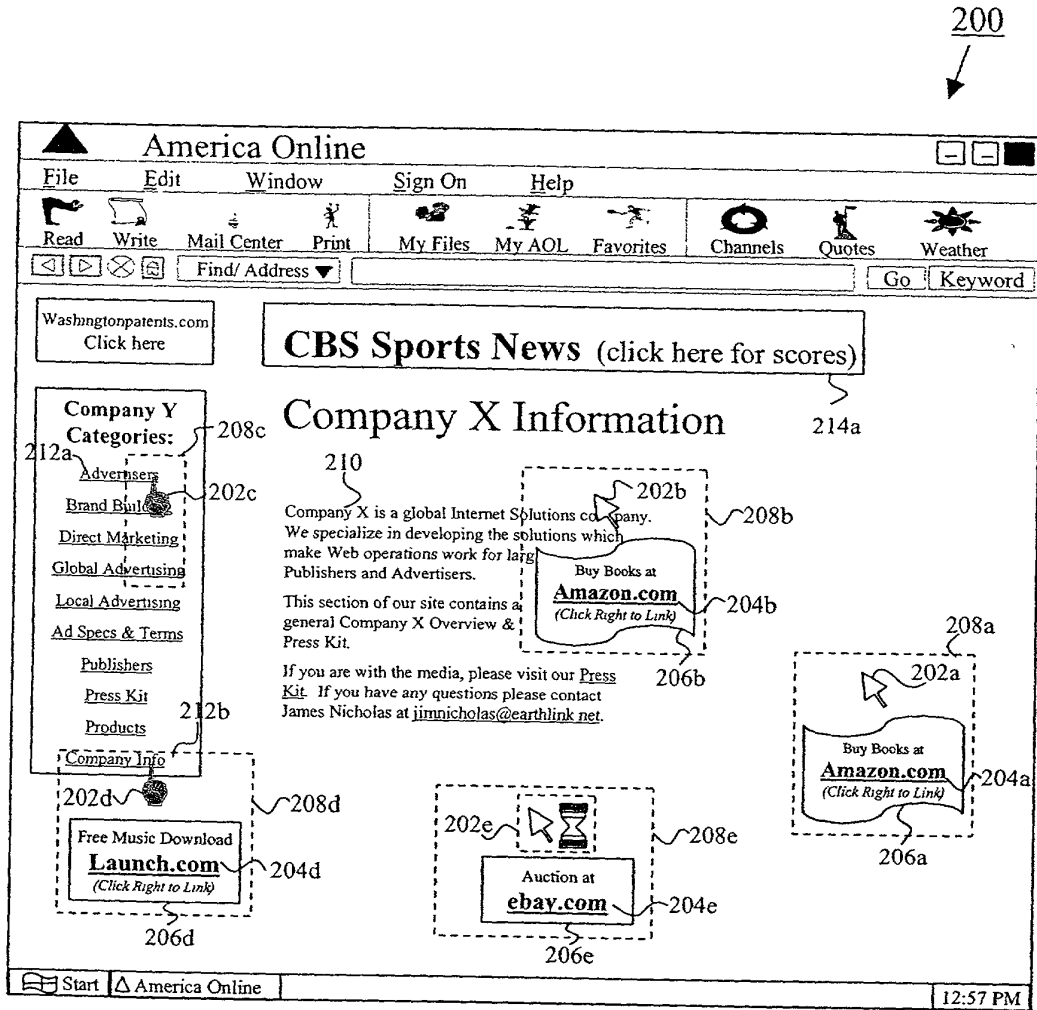 200
America Online
File Edit Window Sign On Help
Read Write Mail Center Print My Files My AOL Favorites Channels Quotes Weather
Find/ Address Go Keyword
Washingtonpatents.com
Click here
CBS Sports News (click here for scores)
214a
Company Y
Categories:
208c
212a
Advertisers
202c
Brand
Direct Marketing
Global Advertising
Local Advertising
Ad Specs & Terms
Publishers
Press Kit
212b
Products
Company Info
202d
208d
Free Music Download
Launch.com
204d
(Click Right to Link)
206d
Company X Information
210
Company X is a global Internet Solutions company.
We specialize in developing the solutions which
make Web operations work for larg
Publishers and Advertisers.
This section of our site contains a
general Company X Overview &
Press Kit.
If you are with the media, please visit our Press
Kit. If you have any questions please contact
James Nicholas at jimnicholas@earthlink net.
202b
208b
Buy Books at
Amazon.com
204b
(Click Right to Link)
206b
208a
202a
Buy Books at
Amazon.com
204a
(Click Right to Link)
206a
202e
208e
Auction at
ebay.com
204e
206e
Start America Online 12:57 PM